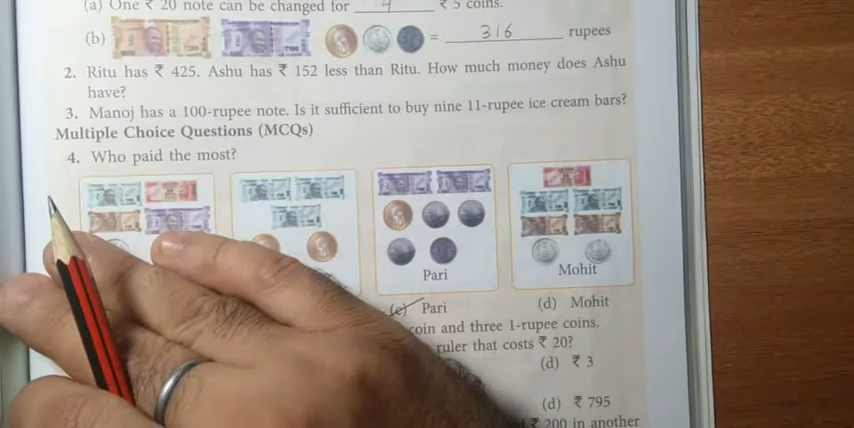 (a) One ₹ 20 note can be changed for 4 ₹ 5 coins.
(b) = 316 rupees
2. Ritu has ₹ 425. Ashu has ₹ 152 less than Ritu. How much money does Ashu
have?
3. Manoj has a 100-rupee note. Is it sufficient to buy nine 11-rupee ice cream bars?
Multiple Choice Questions (MCQs)
4. Who paid the most?
Pari Mohit
(c) Pari (d) Mohit
coin and three 1-rupee coins.
ruler that costs ₹ 20?
(d) ₹ 3
(d) ₹ 795
₹ 200 in another